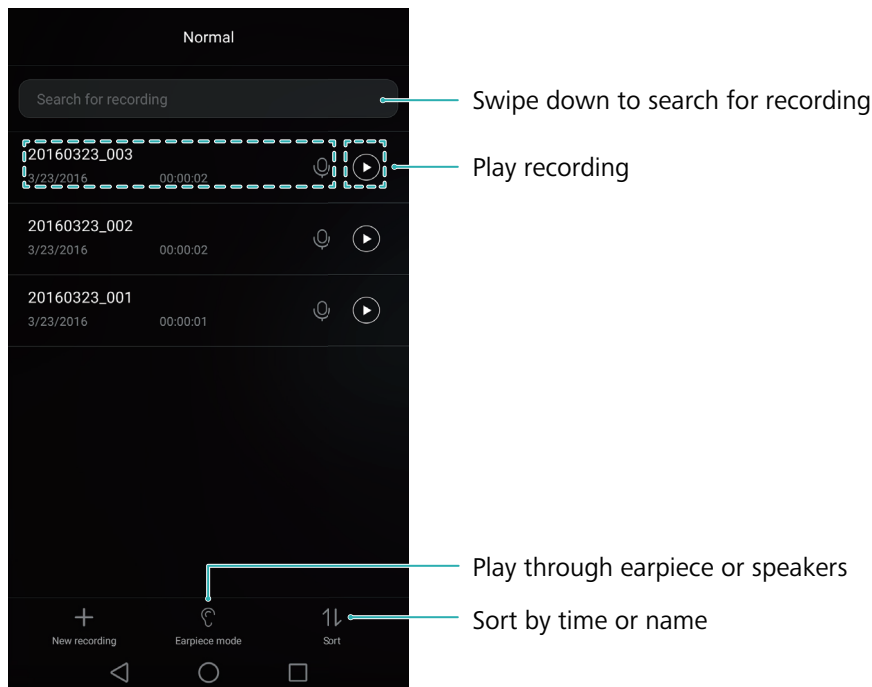 Normal
Search for recording
Swipe down to search for recording
20160323_003
3/23/2016 00:00:02
Play recording
20160323_002
3/23/2016 00:00:02
20160323_001
3/23/2016 00:00:01
Play through earpiece or speakers
Sort by time or name
New recording Earpiece mode Sort